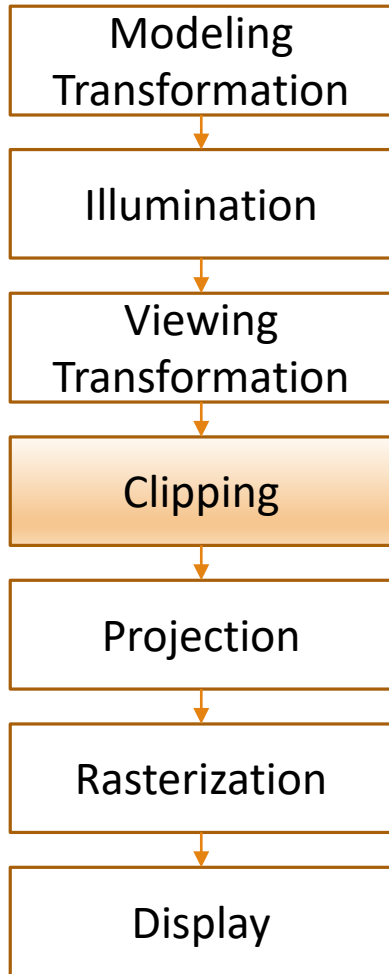 Modeling
Transformation
Illumination
Viewing
Transformation
Clipping
Projection
Rasterization
Display